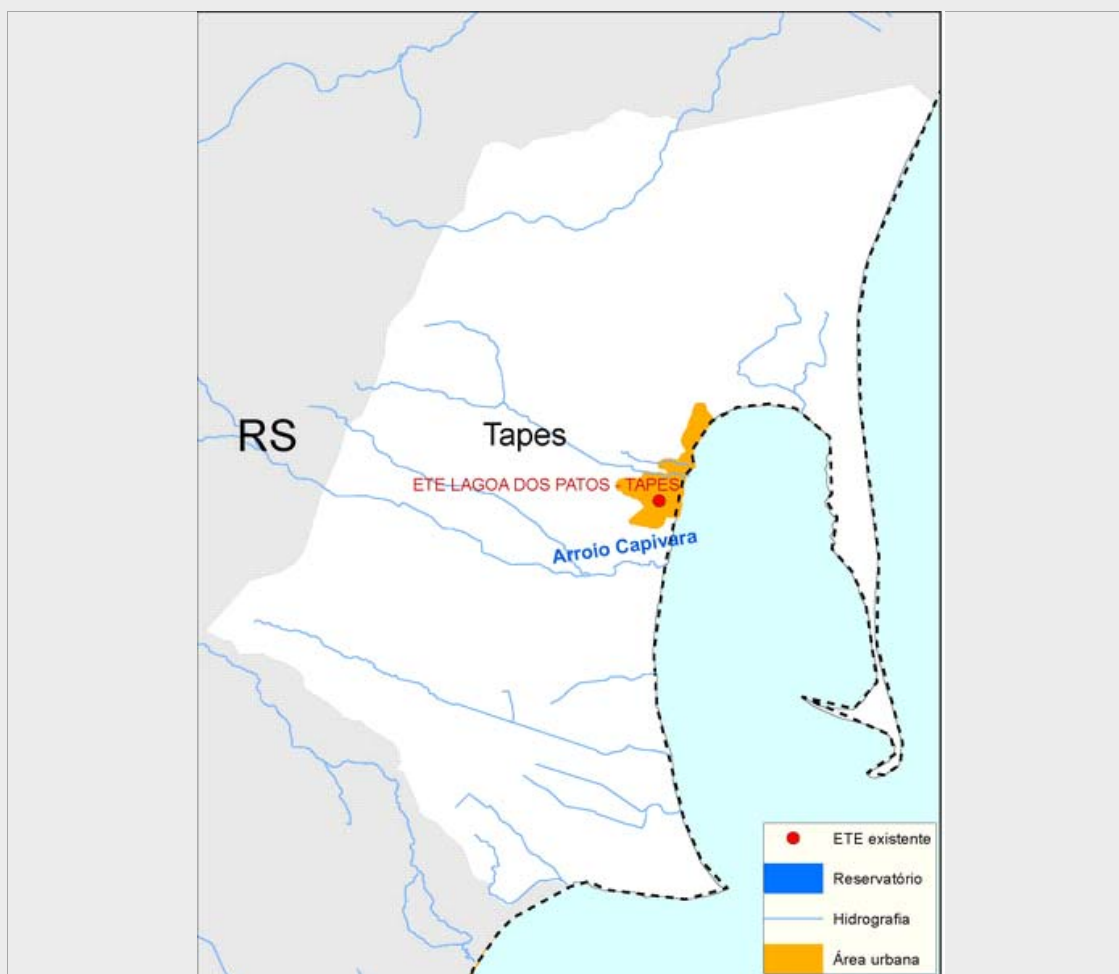 RS
Tapes
ETE LAGOA DOS PATOS - TAPES
Arroio Capivara
ETE existente
Reservatório
Hidrografia
Área urbana